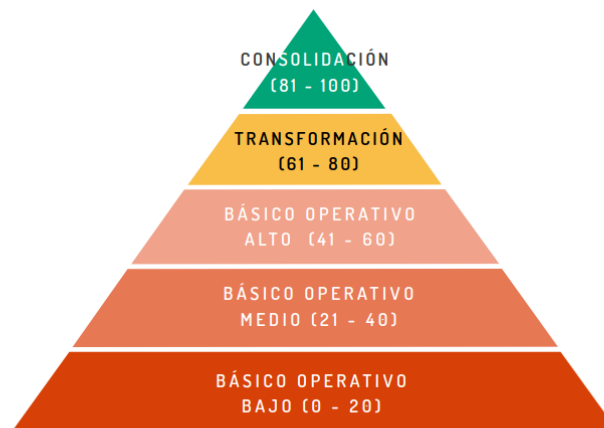 CONSOLIDACIÓN
(81 - 100)
TRANSFORMACIÓN
(61 - 80)
BÁSICO OPERATIVO
ALTO (41 - 60)
BÁSICO OPERATIVO
MEDIO (21 - 40)
BÁSICO OPERATIVO
BAJO (0 - 20)